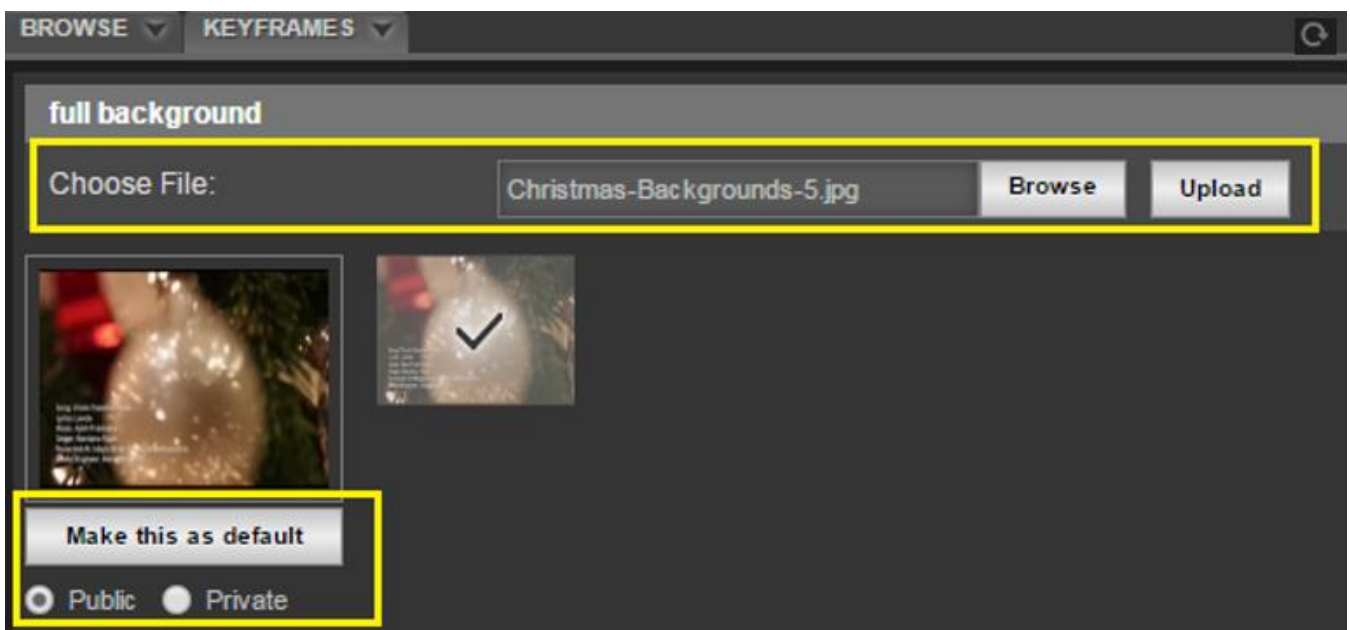 BROWSE KEYFRAMES
full background
Choose File: Christmas-Backgrounds-5.jpg Browse Upload
Make this as default
Public Private